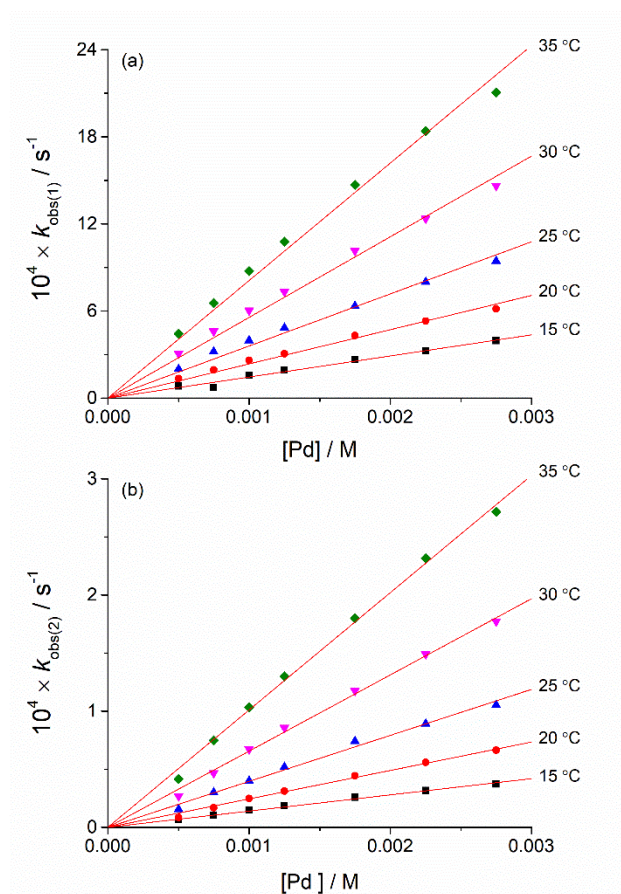 (a)
35 °C
30 °C
25 °C
20 °C
15 °C
24
18
12
6
0
10⁴ × k_obs(1) / s⁻¹
0.000 0.001 0.002 0.003
[Pd] / M
(b)
35 °C
30 °C
25 °C
20 °C
15 °C
3
2
1
0
10⁴ × k_obs(2) / s⁻¹
0.000 0.001 0.002 0.003
[Pd ] / M